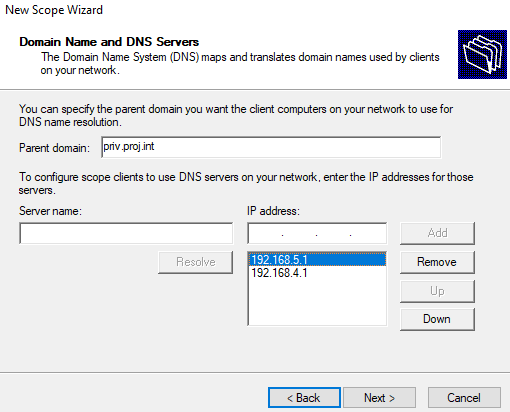 New Scope Wizard
Domain Name and DNS Servers
The Domain Name System (DNS) maps and translates domain names used by clients
on your network.
You can specify the parent domain you want the client computers on your network to use for
DNS name resolution.
Parent domain: priv.proj.int
To configure scope clients to use DNS servers on your network, enter the IP addresses for those
servers.
Server name: IP address:
. . . Add
Resolve 192.168.5.1 Remove
192.168.4.1
Up
Down
< Back Next > Cancel